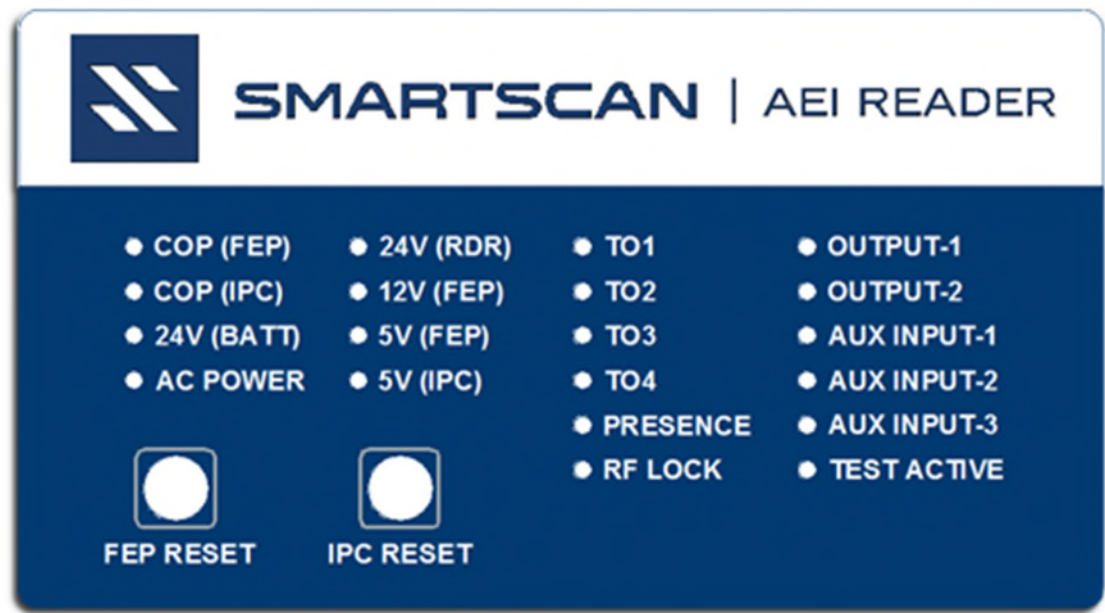 SMARTSCAN | AEI READER
COP (FEP)
COP (IPC)
24V (BATT)
AC POWER
24V (RDR)
12V (FEP)
5V (FEP)
5V (IPC)
TO1
TO2
TO3
TO4
PRESENCE
RF LOCK
OUTPUT-1
OUTPUT-2
AUX INPUT-1
AUX INPUT-2
AUX INPUT-3
TEST ACTIVE
FEP RESET
IPC RESET